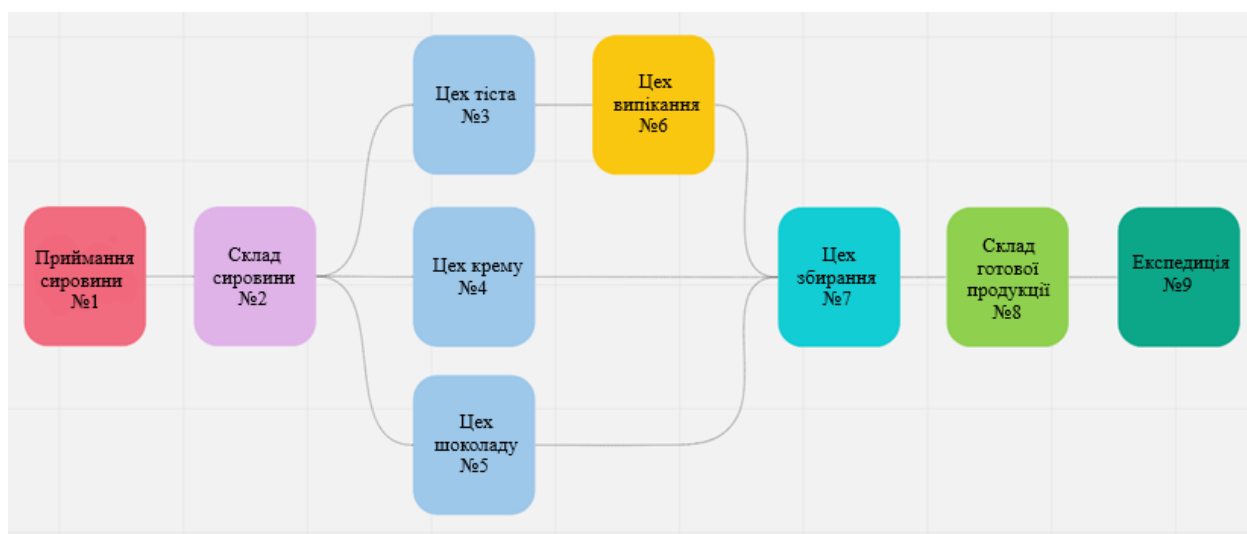 Приймання
сировини
№1
Склад
сировини
№2
Цех тіста
№3
Цех крему
№4
Цех
шоколаду
№5
Цех
випікання
№6
Цех
збирання
№7
Склад
готової
продукції
№8
Експедиція
№9